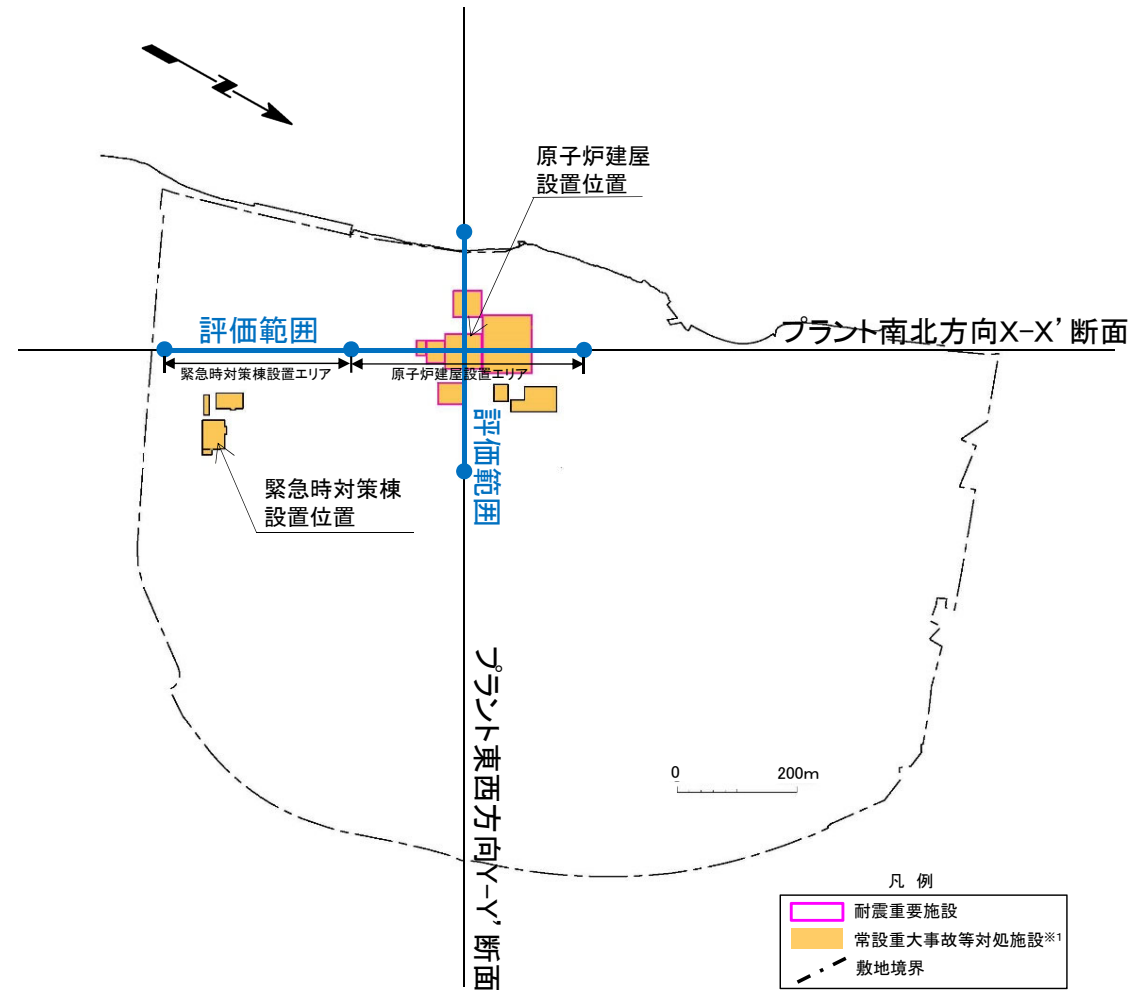 原子炉建屋
設置位置
評価範囲
プラント南北方向X-X’断面
緊急時対策棟設置エリア
原子炉建屋設置エリア
評価範囲
緊急時対策棟
設置位置
プラント東西方向Y-Y’断面
0 200m
凡 例
耐震重要施設
常設重大事故等対処施設※1
敷地境界